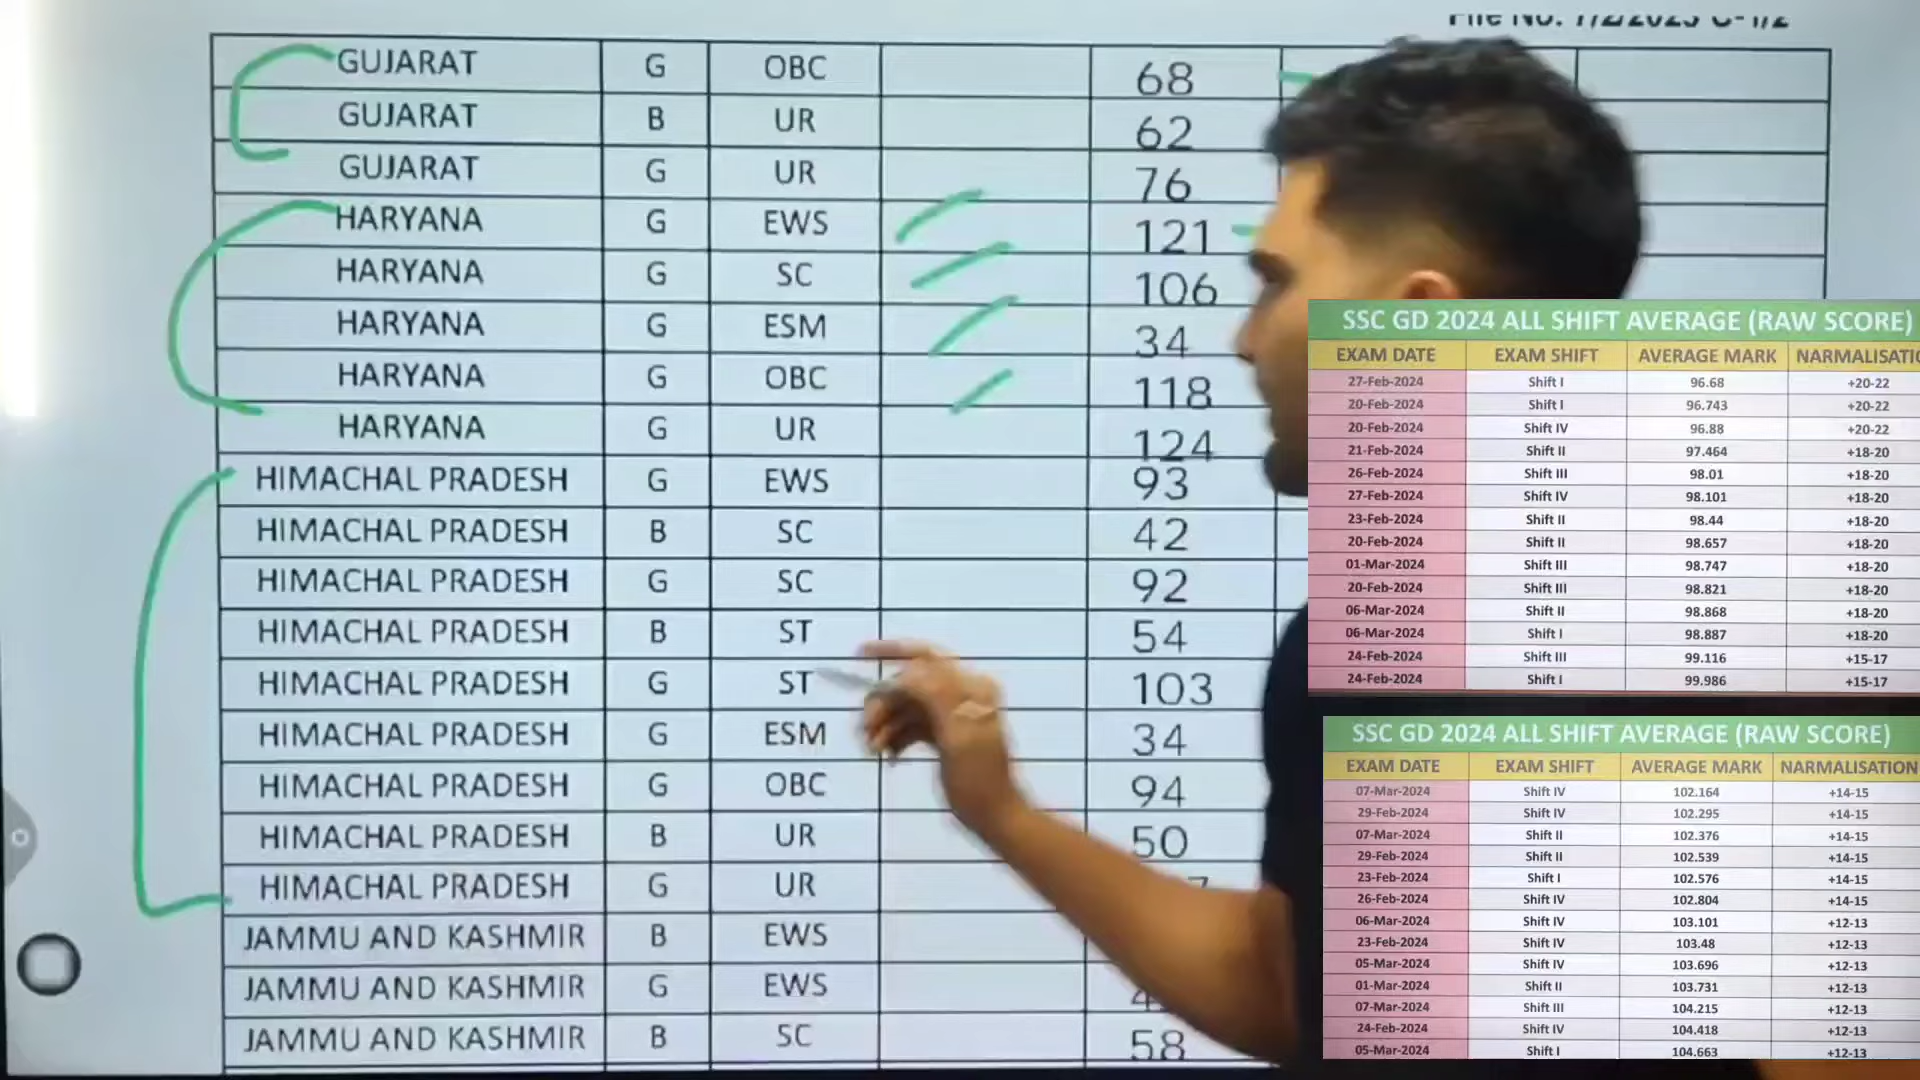 GUJARAT G OBC 68
GUJARAT B UR 62
GUJARAT G UR 76
HARYANA G EWS 121
HARYANA G SC 106
HARYANA G ESM 34
HARYANA G OBC 118
HARYANA G UR 124
HIMACHAL PRADESH G EWS 93
HIMACHAL PRADESH B SC 42
HIMACHAL PRADESH G SC 92
HIMACHAL PRADESH B ST 54
HIMACHAL PRADESH G ST 103
HIMACHAL PRADESH G ESM 34
HIMACHAL PRADESH G OBC 94
HIMACHAL PRADESH B UR 50
HIMACHAL PRADESH G UR
JAMMU AND KASHMIR B EWS
JAMMU AND KASHMIR G EWS
JAMMU AND KASHMIR B SC 58
SSC GD 2024 ALL SHIFT AVERAGE (RAW SCORE)
EXAM DATE EXAM SHIFT AVERAGE MARK NARMALISATIO
27-Feb-2024 Shift I 96.68 +20-22
20-Feb-2024 Shift I 96.743 +20-22
20-Feb-2024 Shift IV 96.88 +20-22
21-Feb-2024 Shift II 97.464 +18-20
26-Feb-2024 Shift III 98.01 +18-20
27-Feb-2024 Shift IV 98.101 +18-20
23-Feb-2024 Shift II 98.44 +18-20
20-Feb-2024 Shift II 98.657 +18-20
01-Mar-2024 Shift III 98.747 +18-20
20-Feb-2024 Shift III 98.821 +18-20
06-Mar-2024 Shift II 98.868 +18-20
06-Mar-2024 Shift I 98.887 +18-20
24-Feb-2024 Shift III 99.116 +15-17
24-Feb-2024 Shift I 99.986 +15-17
SSC GD 2024 ALL SHIFT AVERAGE (RAW SCORE)
EXAM DATE EXAM SHIFT AVERAGE MARK NARMALISATION
07-Mar-2024 Shift IV 102.164 +14-15
29-Feb-2024 Shift IV 102.295 +14-15
07-Mar-2024 Shift II 102.376 +14-15
29-Feb-2024 Shift II 102.539 +14-15
23-Feb-2024 Shift I 102.576 +14-15
26-Feb-2024 Shift IV 102.804 +14-15
06-Mar-2024 Shift IV 103.101 +12-13
23-Feb-2024 Shift IV 103.48 +12-13
05-Mar-2024 Shift IV 103.696 +12-13
01-Mar-2024 Shift II 103.731 +12-13
07-Mar-2024 Shift III 104.215 +12-13
24-Feb-2024 Shift IV 104.418 +12-13
05-Mar-2024 Shift I 104.663 +12-13